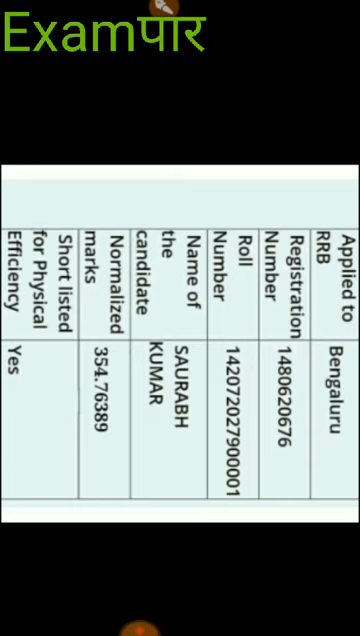 Examपार
Applied to
RRB
Bengaluru
Registration
Number
1480620676
Roll
Number
142072027900001
Name of
the
candidate
SAURABH
KUMAR
Normalized
marks
354.76389
Short listed
for Physical
Efficiency
Yes